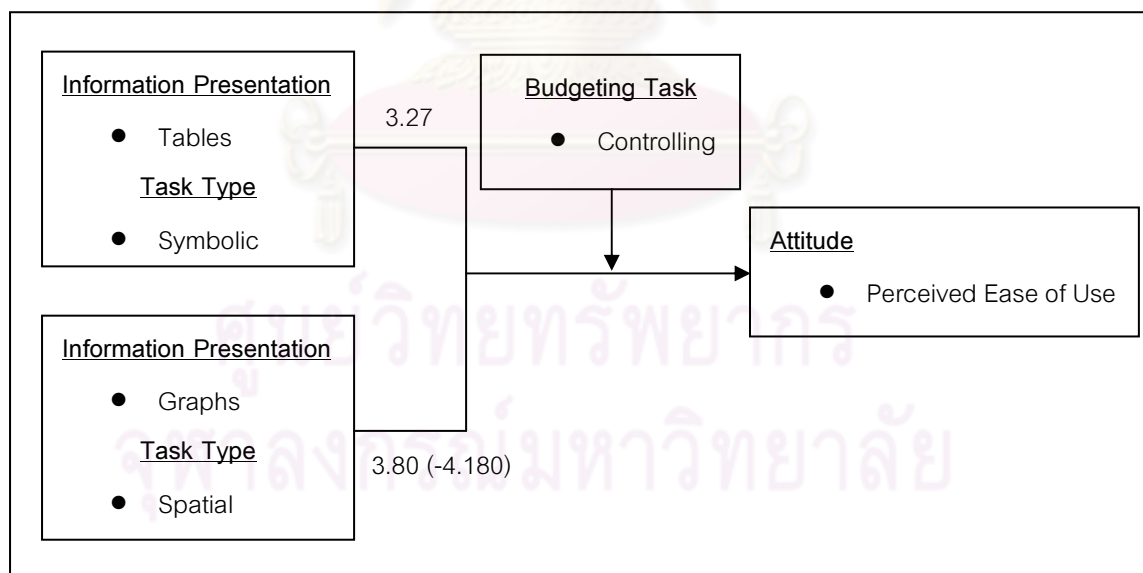 Information Presentation
● Tables
Task Type
● Symbolic
3.27
Budgeting Task
● Controlling
Attitude
● Perceived Ease of Use
Information Presentation
● Graphs
Task Type
● Spatial
3.80 (-4.180)
ศูนย์วิทยทรัพยากร
จุฬาลงกรณ์มหาวิทยาลัย